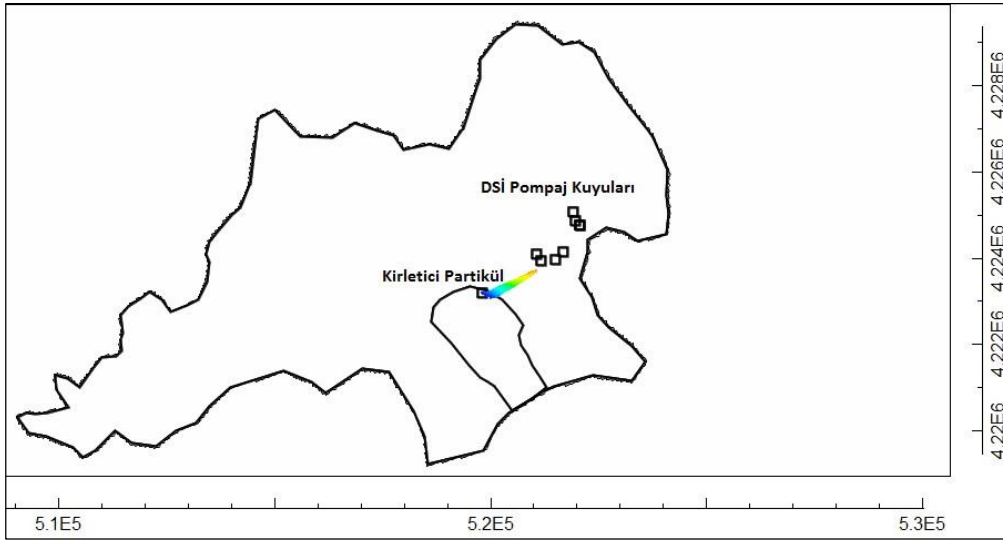 DSİ Pompaj Kuyuları
Kirletici Partikül
4.228E6
4.226E6
4.224E6
4.222E6
4.22E6
5.1E5
5.2E5
5.3E5